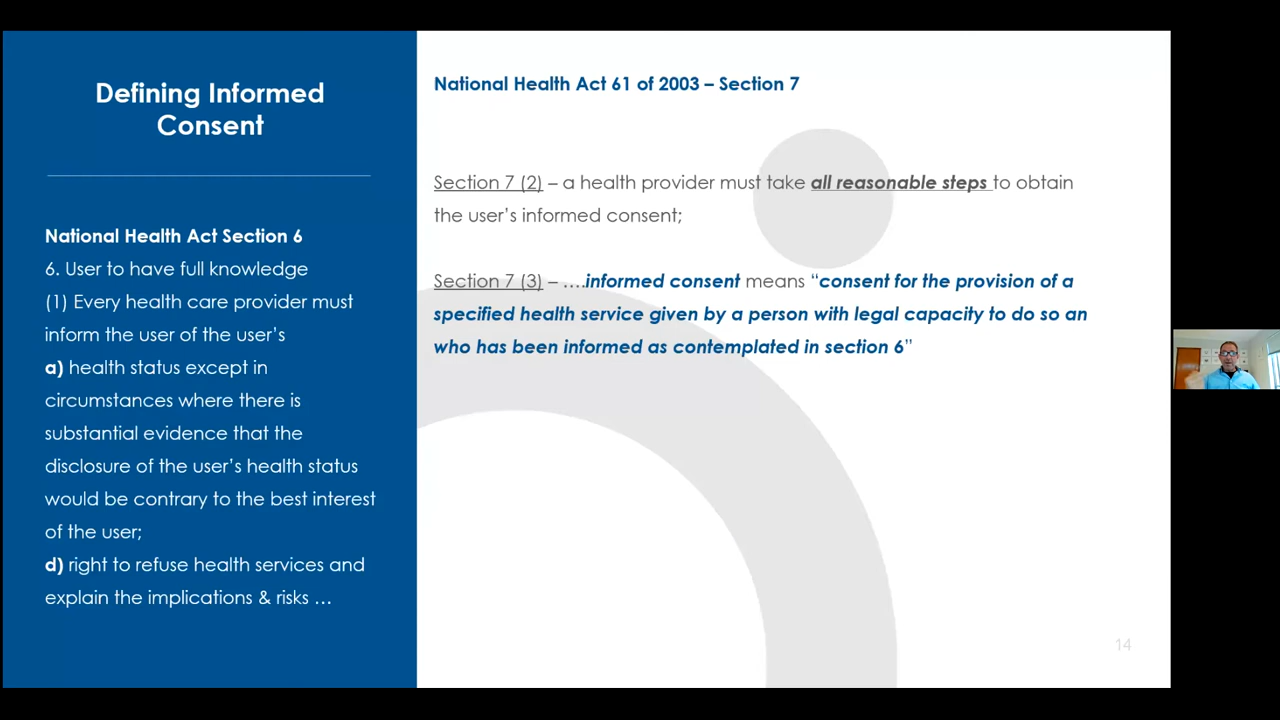 Defining Informed
Consent
National Health Act Section 6
6. User to have full knowledge
(1) Every health care provider must
inform the user of the user's
a) health status except in
circumstances where there is
substantial evidence that the
disclosure of the user's health status
would be contrary to the best interest
of the user;
d) right to refuse health services and
explain the implications & risks …
National Health Act 61 of 2003 – Section 7
Section 7 (2) – a health provider must take all reasonable steps to obtain
the user's informed consent;
Section 7 (3) – ….informed consent means “consent for the provision of a
specified health service given by a person with legal capacity to do so an
who has been informed as contemplated in section 6”
14